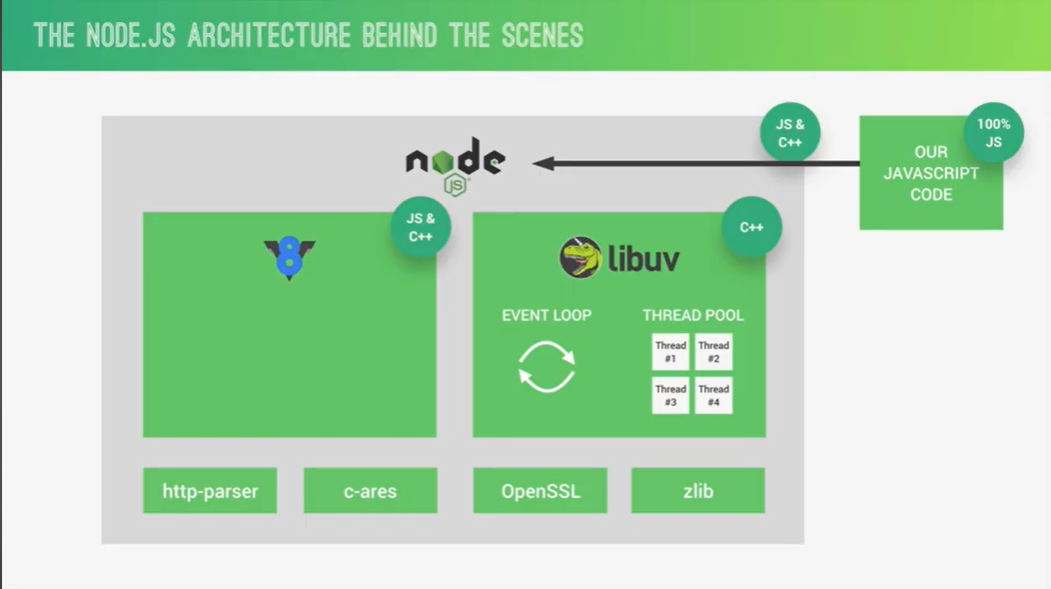 THE NODE.JS ARCHITECTURE BEHIND THE SCENES
node
JS
JS &
C++
100%
JS
OUR
JAVASCRIPT
CODE
8
JS &
C++
libuv
C++
EVENT LOOP
THREAD POOL
Thread
#1
Thread
#2
Thread
#3
Thread
#4
http-parser
c-ares
OpenSSL
zlib